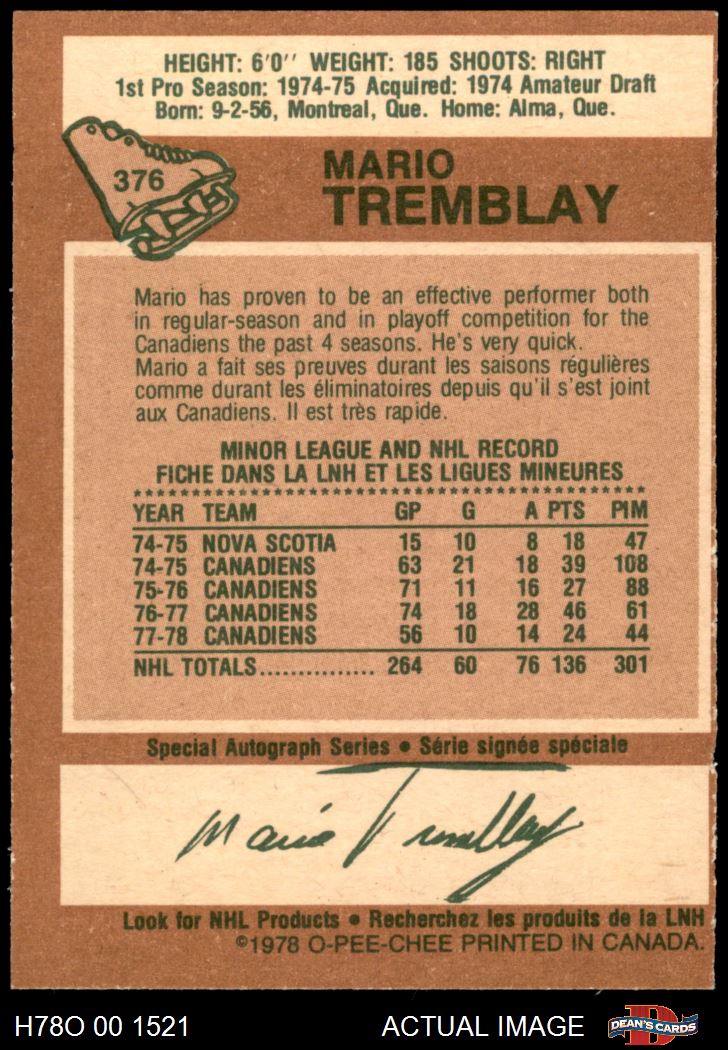 HEIGHT: 6'0'' WEIGHT: 185 SHOOTS: RIGHT
1st Pro Season: 1974-75 Acquired: 1974 Amateur Draft
Born: 9-2-56, Montreal, Que. Home: Alma, Que.
376
MARIO
TREMBLAY
Mario has proven to be an effective performer both
in regular-season and in playoff competition for the
Canadiens the past 4 seasons. He's very quick.
Mario a fait ses preuves durant les saisons régulières
comme durant les éliminatoires depuis qu'il s'est joint
aux Canadiens. Il est très rapide.
MINOR LEAGUE AND NHL RECORD
FICHE DANS LA LNH ET LES LIGUES MINEURES
YEAR TEAM GP G A PTS PIM
74-75 NOVA SCOTIA 15 10 8 18 47
74-75 CANADIENS 63 21 18 39 108
75-76 CANADIENS 71 11 16 27 88
76-77 CANADIENS 74 18 28 46 61
77-78 CANADIENS 56 10 14 24 44
NHL TOTALS................ 264 60 76 136 301
Special Autograph Series • Série signée spéciale
Mario Tremblay
Look for NHL Products • Recherchez les produits de la LNH
©1978 O-PEE-CHEE PRINTED IN CANADA.
H78O 00 1521 ACTUAL IMAGE DEAN'S CARDS